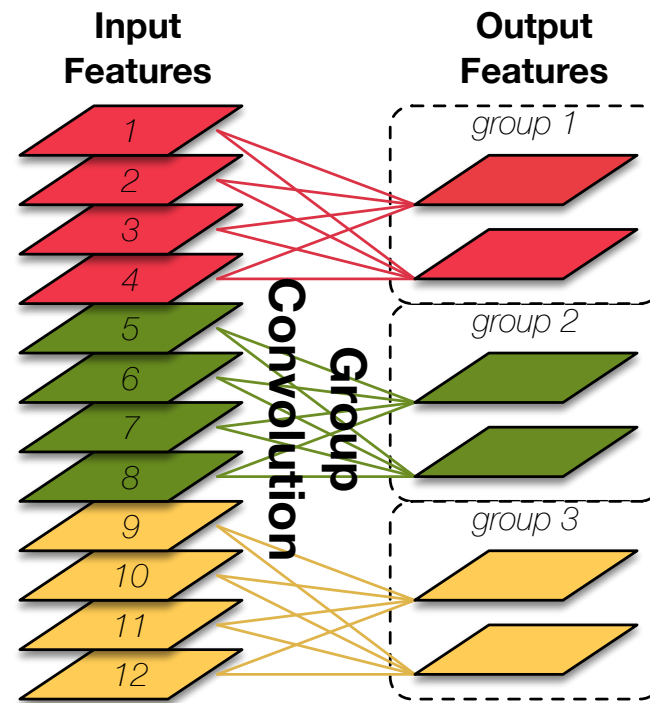 Input
Features
Output
Features
1
2
3
4
5
6
7
8
9
10
11
12
Group
Convolution
group 1
group 2
group 3